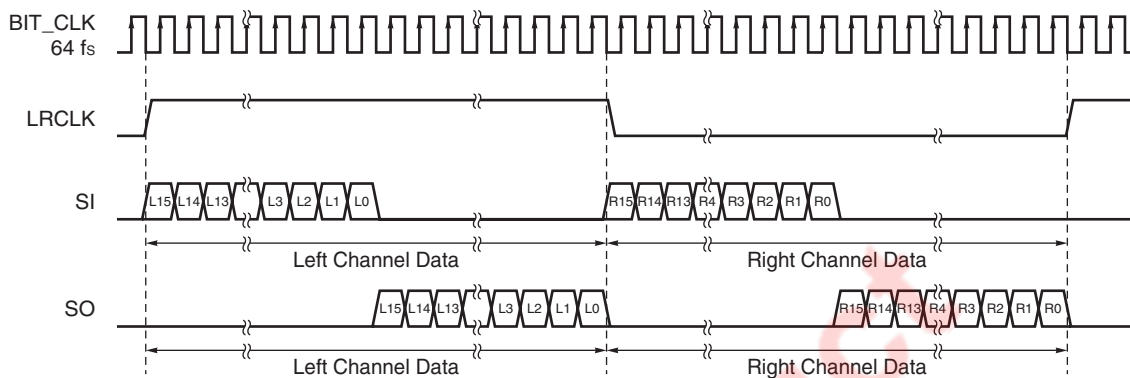 BIT_CLK
64 fs
LRCLK
SI
L15 L14 L13 L3 L2 L1 L0 R15 R14 R13 R4 R3 R2 R1 R0
Left Channel Data Right Channel Data
SO
L15 L14 L13 L3 L2 L1 L0 R15 R14 R13 R4 R3 R2 R1 R0
Left Channel Data Right Channel Data